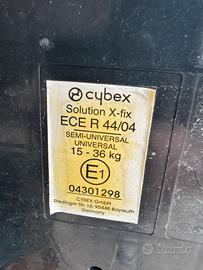 cybex
Solution X-fix
ECE R 44/04
SEMI-UNIVERSAL
UNIVERSAL
15 - 36 kg
E1
04301298
CYBEX GmbH
Riedinger Str. 18, 95448 Bayreuth
Germany
subito